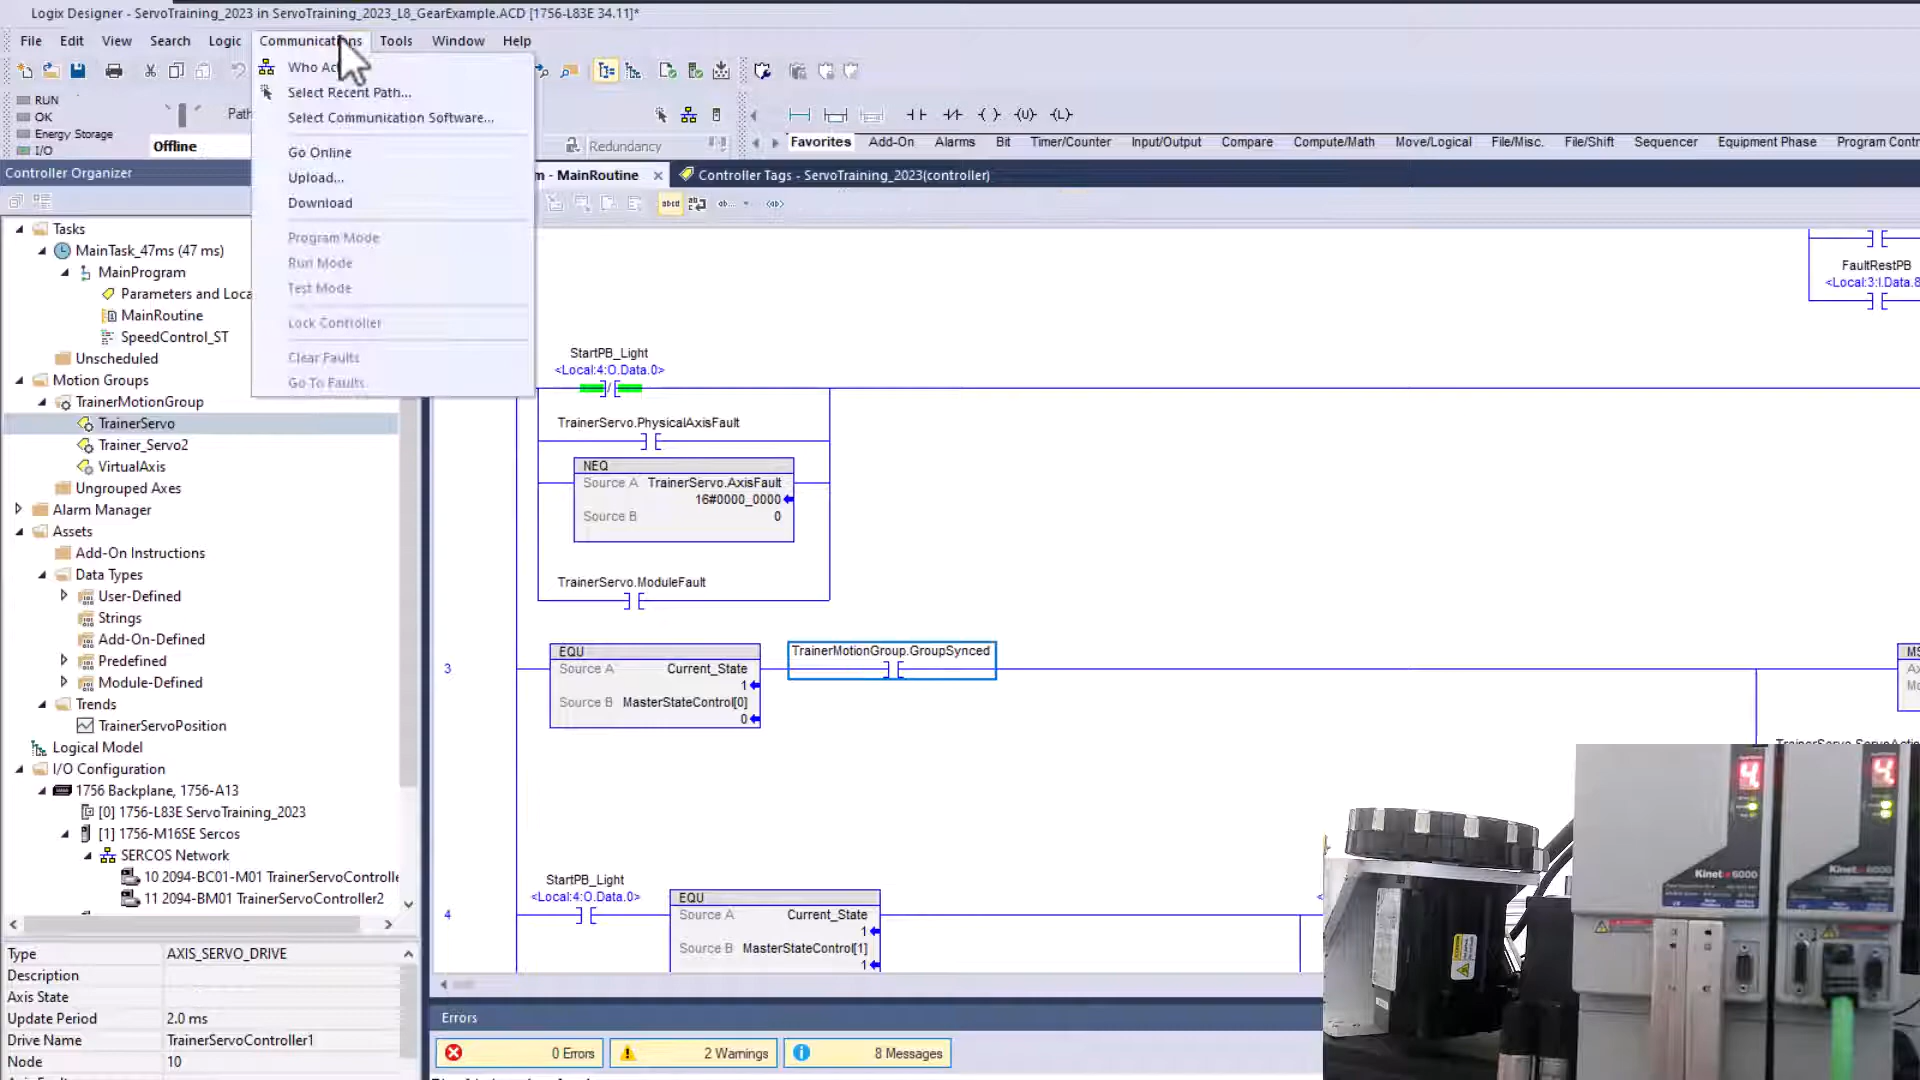 Logix Designer - ServoTraining_2023 in ServoTraining_2023_L8_GearExample.ACD [1756-L83E 34.11]*
File Edit View Search Logic Communications Tools Window Help
Who
Select Recent Path...
Select Communication Software...
Go Online
Upload...
Download
Program Mode
Run Mode
Test Mode
Lock Controller
Clear Faults
Go To Faults
RUN
OK
Energy Storage
I/O
Path
Offline
Redundancy
Favorites Add-On Alarms Bit Timer/Counter Input/Output Compare Compute/Math Move/Logical File/Misc. File/Shift Sequencer Equipment Phase Program Contr
Controller Organizer
m - MainRoutine
Controller Tags - ServoTraining_2023(controller)
Tasks
MainTask_47ms (47 ms)
MainProgram
Parameters and Loca
MainRoutine
SpeedControl_ST
Unscheduled
Motion Groups
TrainerMotionGroup
TrainerServo
Trainer_Servo2
VirtualAxis
Ungrouped Axes
Alarm Manager
Assets
Add-On Instructions
Data Types
User-Defined
Strings
Add-On-Defined
Predefined
Module-Defined
Trends
TrainerServoPosition
Logical Model
I/O Configuration
1756 Backplane, 1756-A13
[0] 1756-L83E ServoTraining_2023
[1] 1756-M16SE Sercos
SERCOS Network
10 2094-BC01-M01 TrainerServoControlle
11 2094-BM01 TrainerServoController2
Type AXIS_SERVO_DRIVE
Description
Axis State
Update Period 2.0 ms
Drive Name TrainerServoController1
Node 10
FaultRestPB
<Local:3:I.Data.8
StartPB_Light
<Local:4:O.Data.0>
TrainerServo.PhysicalAxisFault
NEQ
Source A TrainerServo.AxisFault
16#0000_0000
Source B 0
TrainerServo.ModuleFault
3
EQU
Source A Current_State
1
Source B MasterStateControl[0]
0
TrainerMotionGroup.GroupSynced
MS
Ax
Mo
4
StartPB_Light
<Local:4:O.Data.0>
EQU
Source A Current_State
1
Source B MasterStateControl[1]
1
Errors
0 Errors
2 Warnings
8 Messages
4
4
Kinetix 6000
Kinetix 6000